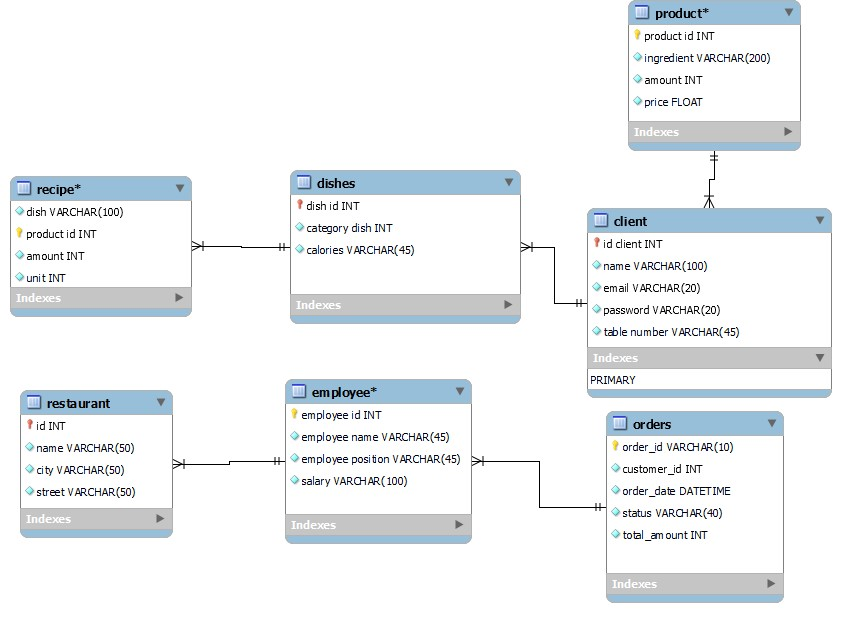 product*
product id INT
ingredient VARCHAR(200)
amount INT
price FLOAT
Indexes
recipe*
dish VARCHAR(100)
product id INT
amount INT
unit INT
Indexes
dishes
dish id INT
category dish INT
calories VARCHAR(45)
Indexes
client
id client INT
name VARCHAR(100)
email VARCHAR(20)
password VARCHAR(20)
table number VARCHAR(45)
Indexes
PRIMARY
restaurant
id INT
name VARCHAR(50)
city VARCHAR(50)
street VARCHAR(50)
Indexes
employee*
employee id INT
employee name VARCHAR(45)
employee position VARCHAR(45)
salary VARCHAR(100)
Indexes
orders
order_id VARCHAR(10)
customer_id INT
order_date DATETIME
status VARCHAR(40)
total_amount INT
Indexes